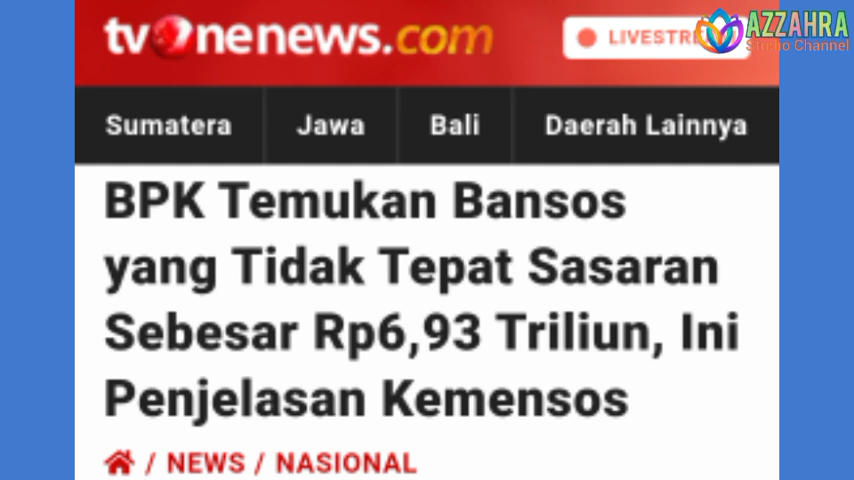 tvOnenews.com
LIVESTRE
AZZAHRA
Studio Channel
Sumatera
Jawa
Bali
Daerah Lainnya
BPK Temukan Bansos
yang Tidak Tepat Sasaran
Sebesar Rp6,93 Triliun, Ini
Penjelasan Kemensos
/ NEWS / NASIONAL